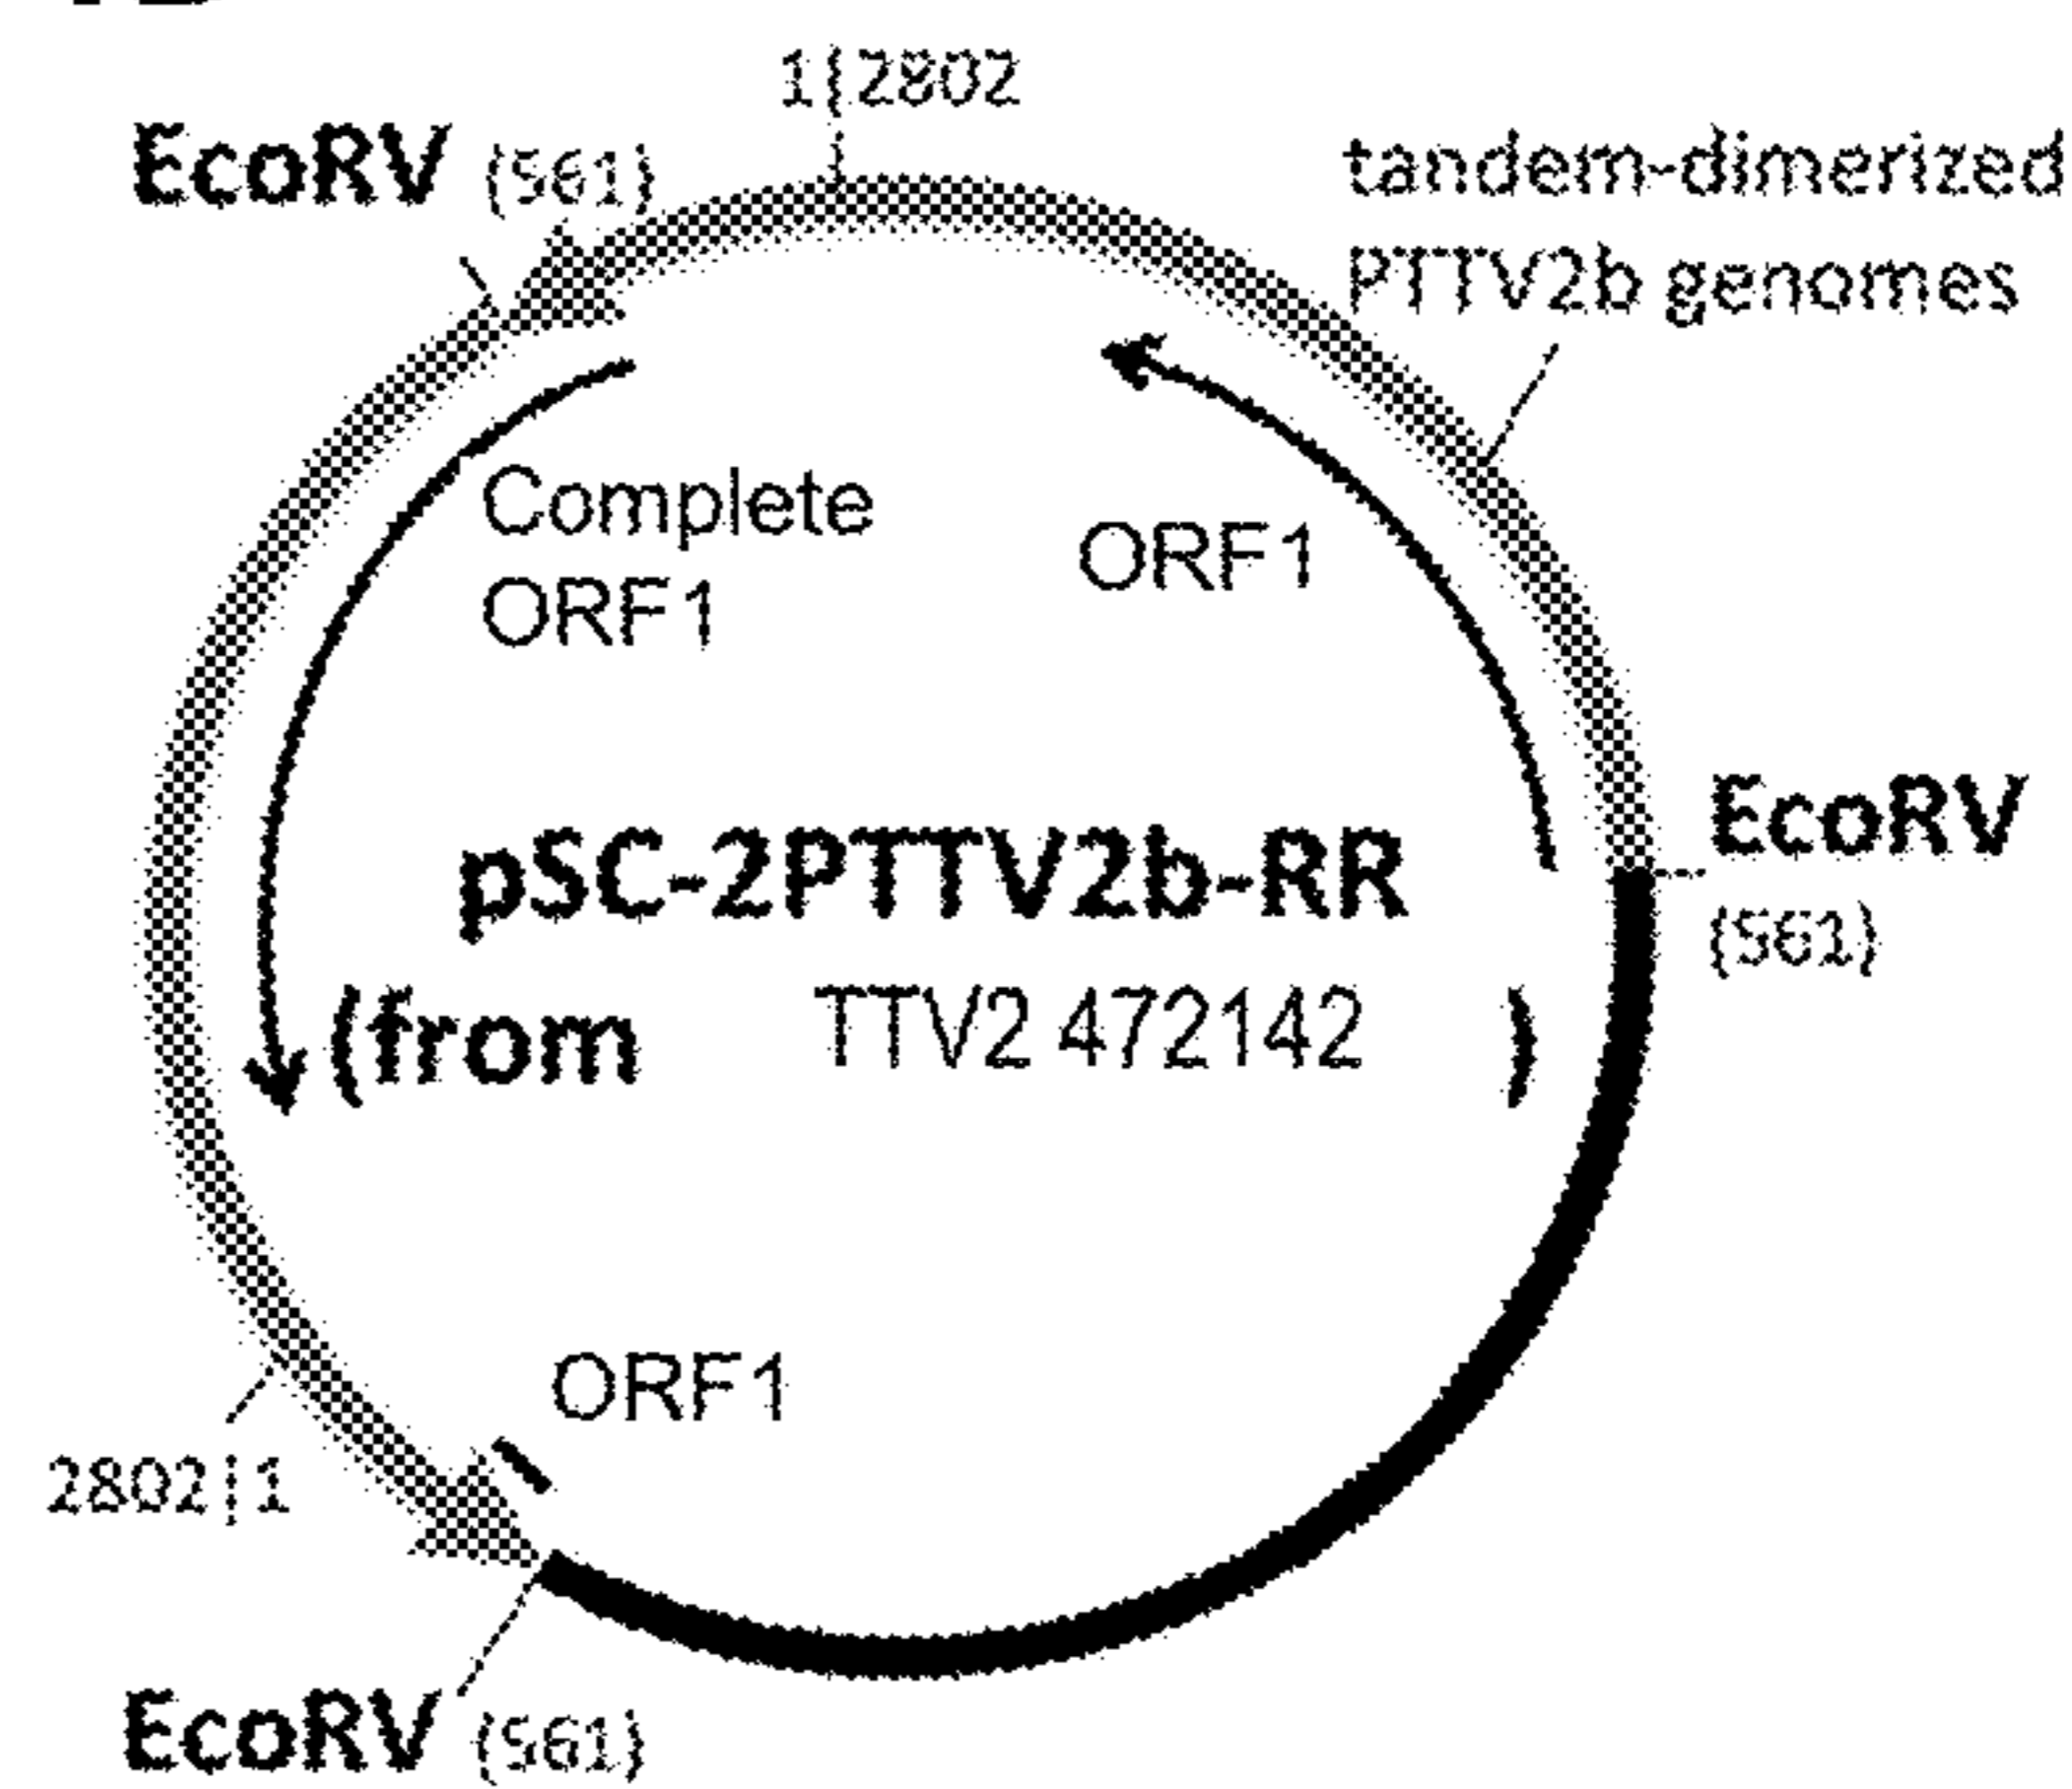 1|2802
EcoRV (561)
tandem-dimerized
PTTV2b genomes
Complete
ORF1
ORF1
EcoRV
(561)
pSC-2PTTV2b-RR
(from TTV2 472142 )
ORF1
2802|1
EcoRV (561)